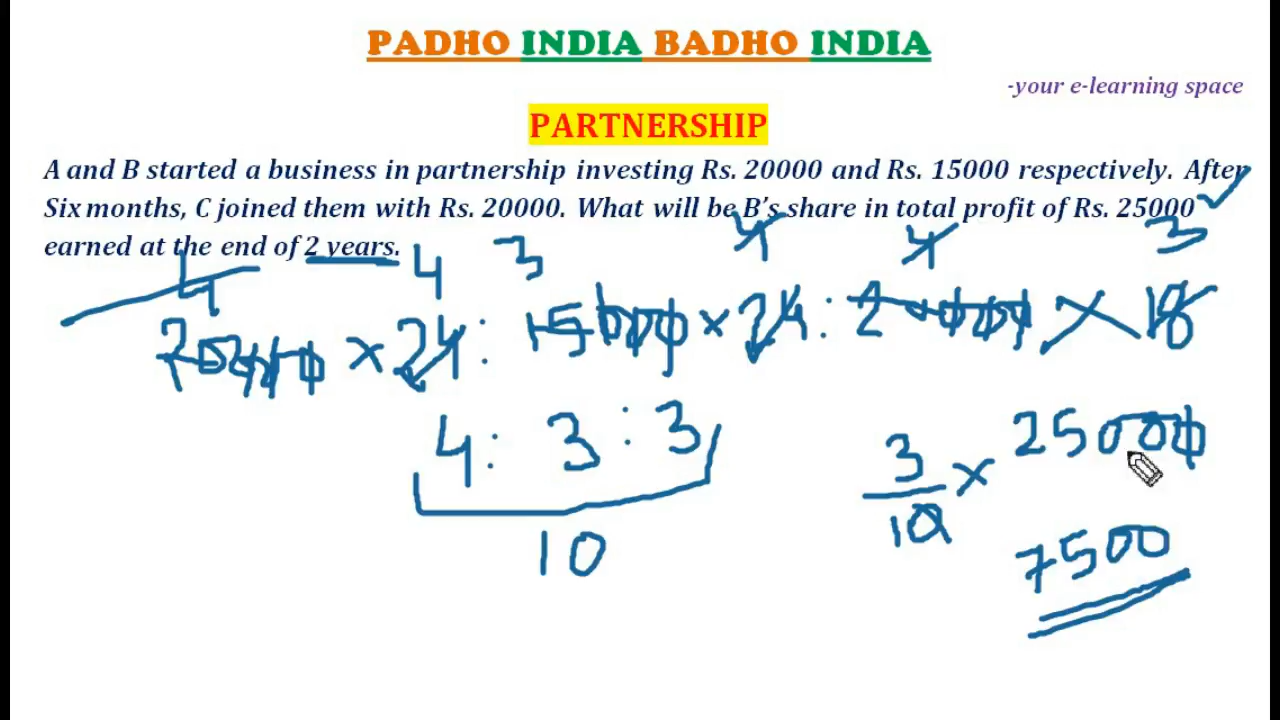 PADHO INDIA BADHO INDIA
-your e-learning space
PARTNERSHIP
A and B started a business in partnership investing Rs. 20000 and Rs. 15000 respectively. After
Six months, C joined them with Rs. 20000. What will be B's share in total profit of Rs. 25000
earned at the end of 2 years.
4 4 3 4 4 3
20000 × 24 : 15000 × 24 : 20000 × 18
4 : 3 : 3
10
3/10 × 25000
7500